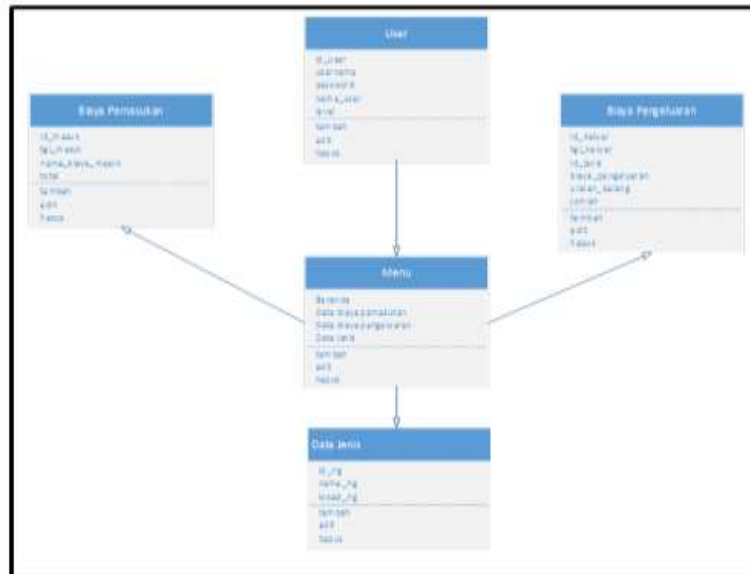 User
id_user
username
password
nama_user
level
tambah
edit
hapus
Biaya Pemasukan
id_masuk
tgl_masuk
nama_biaya_masuk
total
tambah
edit
hapus
Biaya Pengeluaran
id_keluar
tgl_keluar
id_jenis
biaya_pengeluaran
jumlah
tambah
edit
hapus
Menu
Beranda
Data biaya pemasukan
Data biaya pengeluaran
Data jenis
tambah
edit
hapus
Data Jenis
nama_ng
tambah
edit
hapus